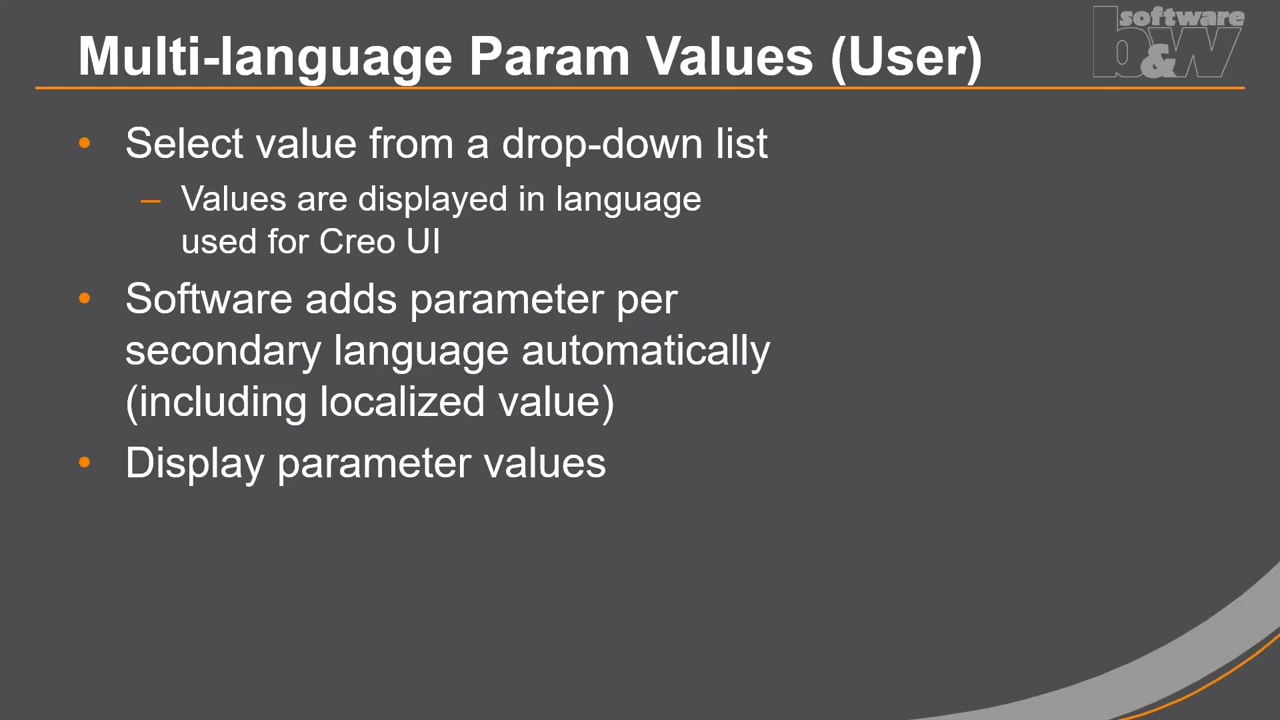 Multi-language Param Values (User)
software
b&w
• Select value from a drop-down list
– Values are displayed in language
used for Creo UI
• Software adds parameter per
secondary language automatically
(including localized value)
• Display parameter values